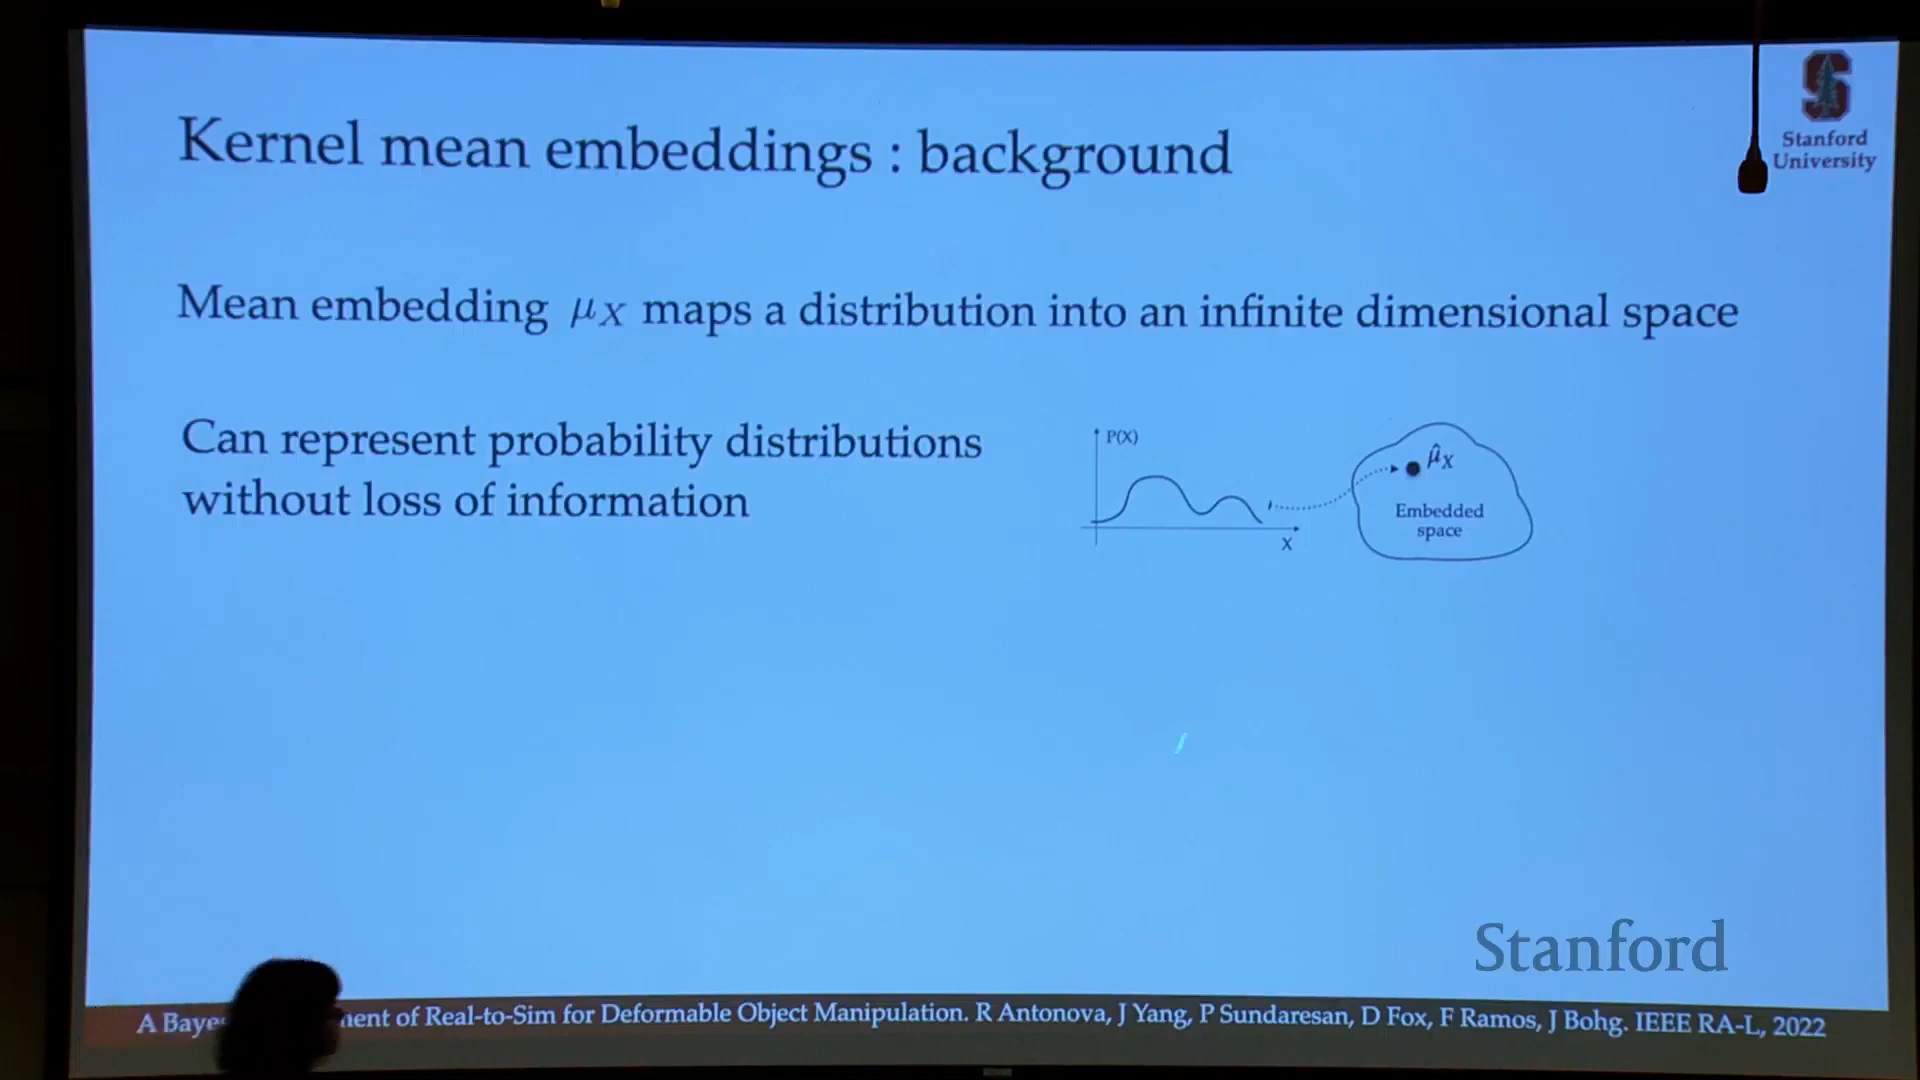 Stanford
University
Kernel mean embeddings : background
Mean embedding μX maps a distribution into an infinite dimensional space
Can represent probability distributions
without loss of information
P(X)
X
μ̂X
Embedded
space
Stanford
A ment of Real-to-Sim for Deformable Object Manipulation. R Antonova, J Yang, P Sundaresan, D Fox, F Ramos, J Bohg. IEEE RA-L, 2022